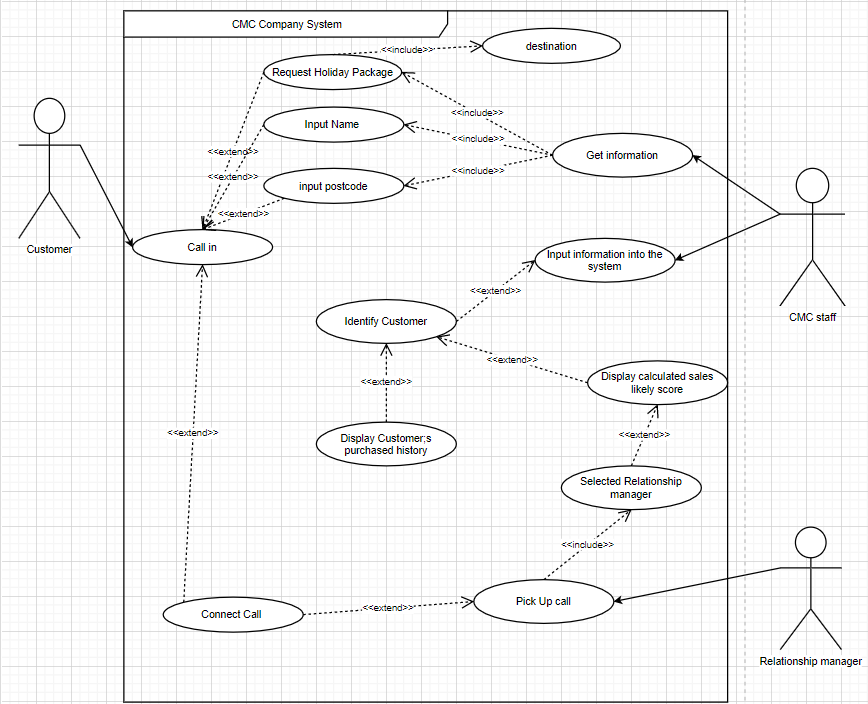 CMC Company System
<<include>>
destination
Request Holiday Package
<<include>>
Input Name
<<include>>
<<extend>>
Get information
<<include>>
<<extend>>
input postcode
<<extend>>
Customer
Call in
Input information into the
system
<<extend>>
CMC staff
Identify Customer
<<extend>>
<<extend>>
Display calculated sales
likely score
<<extend>>
<<extend>>
Display Customer;s
purchased history
Selected Relationship
manager
<<include>>
Pick Up call
<<extend>>
Connect Call
Relationship manager